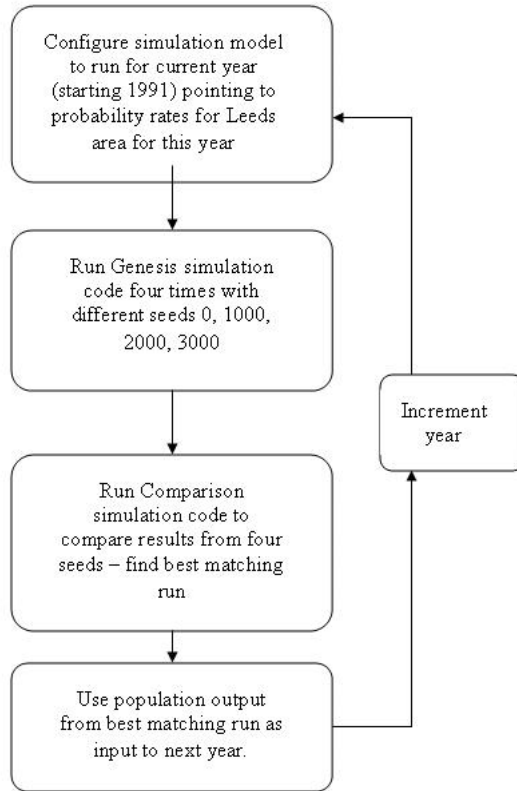 Configure simulation model
to run for current year
(starting 1991) pointing to
probability rates for Leeds
area for this year
Run Genesis simulation
code four times with
different seeds 0, 1000,
2000, 3000
Increment
year
Run Comparison
simulation code to
compare results from four
seeds – find best matching
run
Use population output
from best matching run as
input to next year.